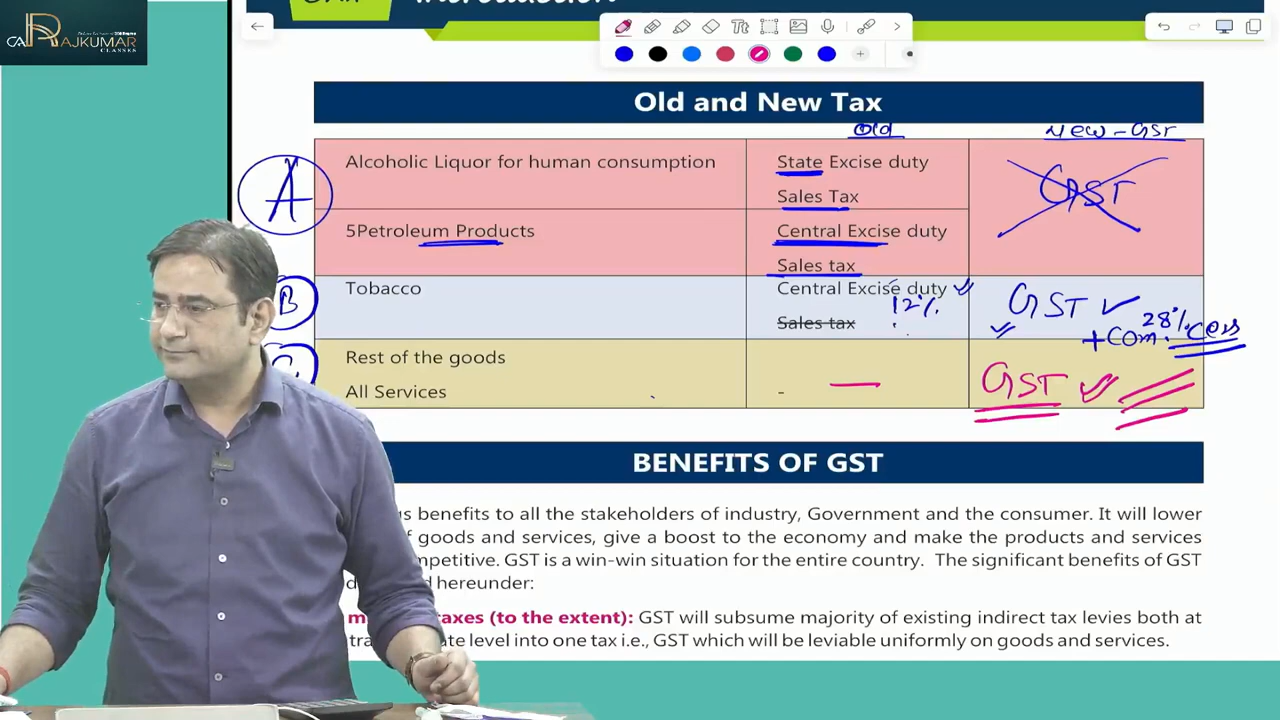 CA RAJKUMAR
CLASSES
Introduction
Old and New Tax
Old
New - GST
A
Alcoholic Liquor for human consumption
State Excise duty
Sales Tax
GST
5Petroleum Products
Central Excise duty
Sales tax
B
Tobacco
Central Excise duty
12%
Sales tax
GST
28%
+ Com. Cess
Rest of the goods
All Services
-
GST
BENEFITS OF GST
benefits to all the stakeholders of industry, Government and the consumer. It will lower
of goods and services, give a boost to the economy and make the products and services
GST is a win-win situation for the entire country. The significant benefits of GST
hereunder:
taxes (to the extent): GST will subsume majority of existing indirect tax levies both at
level into one tax i.e., GST which will be leviable uniformly on goods and services.